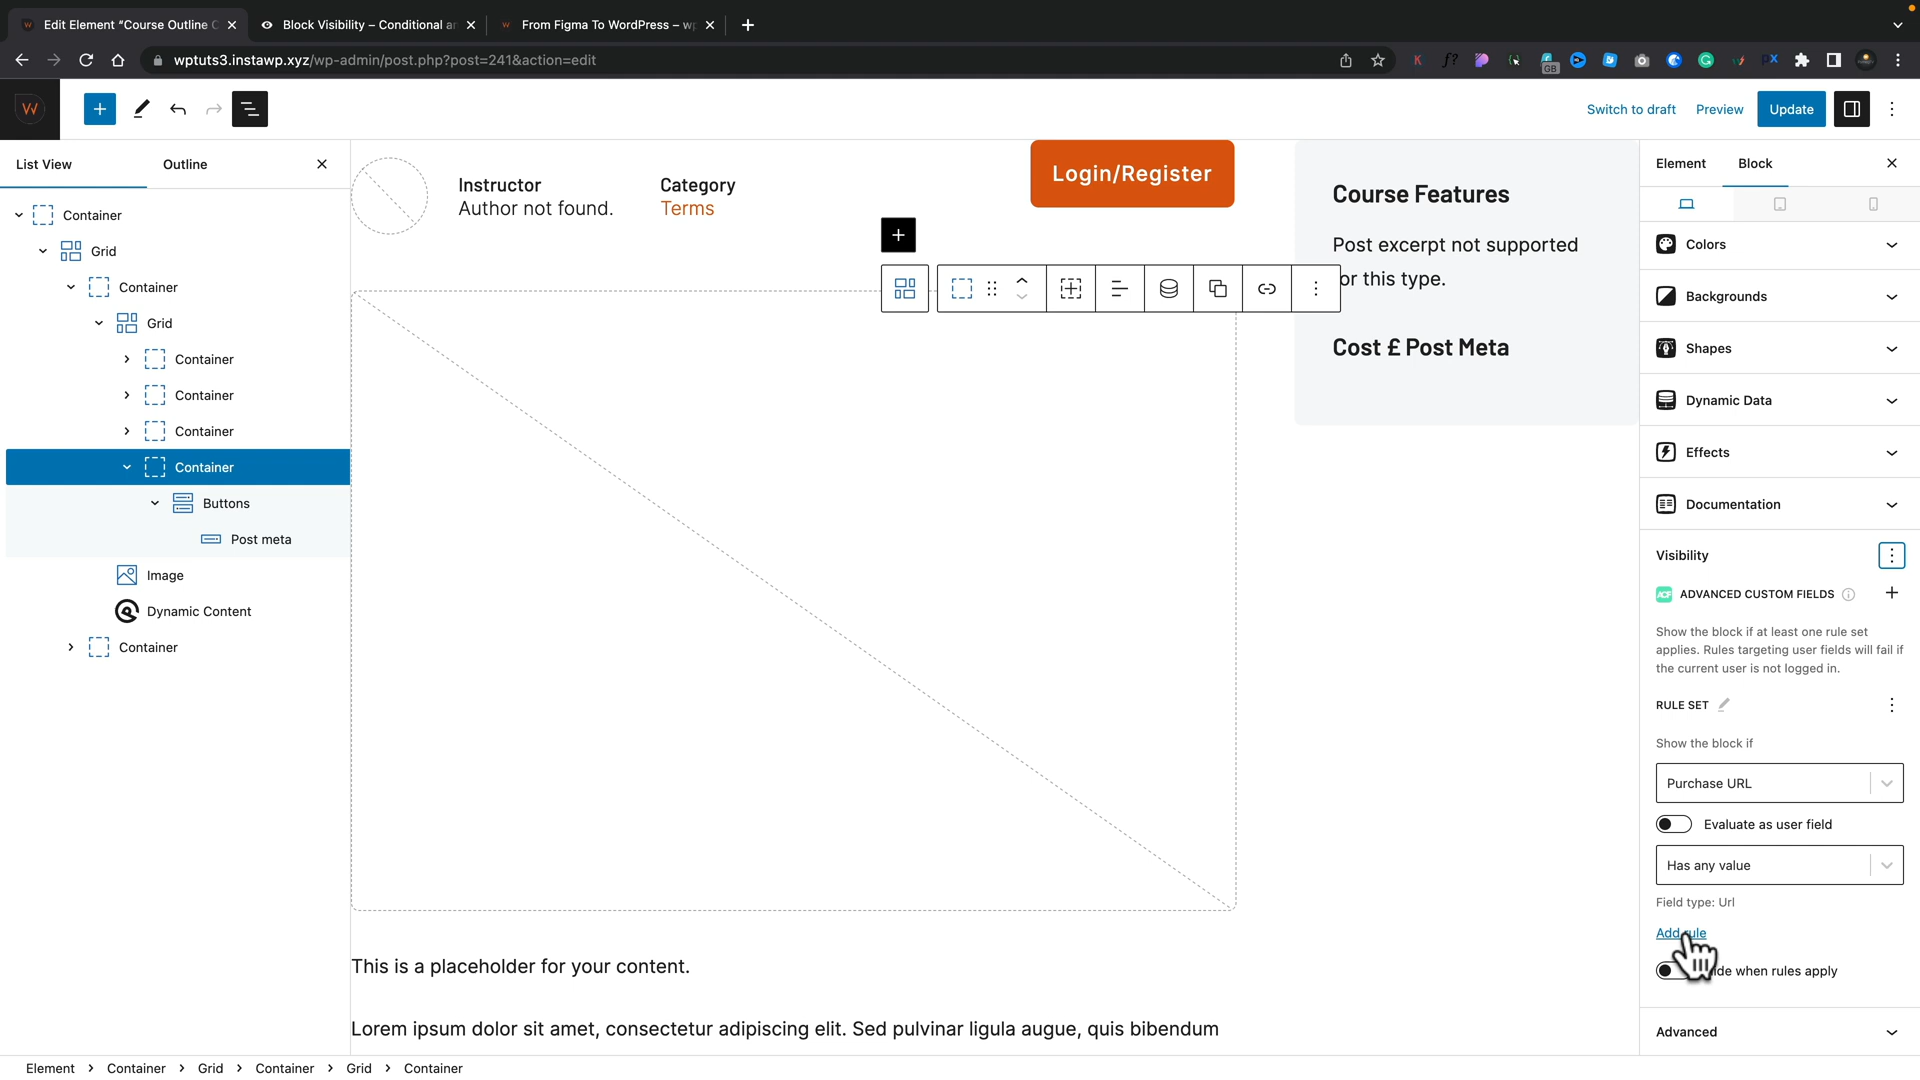 Edit Element “Course Outline C
Block Visibility – Conditional an
From Figma To WordPress – wp
wptuts3.instawp.xyz/wp-admin/post.php?post=241&action=edit
Switch to draft
Preview
Update
List View
Outline
Element
Block
Container
Grid
Container
Grid
Container
Container
Container
Container
Buttons
Post meta
Image
Dynamic Content
Container
Instructor
Author not found.
Category
Terms
Login/Register
Course Features
Post excerpt not supported
or this type.
Cost £ Post Meta
This is a placeholder for your content.
Lorem ipsum dolor sit amet, consectetur adipiscing elit. Sed pulvinar ligula augue, quis bibendum
Colors
Backgrounds
Shapes
Dynamic Data
Effects
Documentation
Visibility
ACF ADVANCED CUSTOM FIELDS
Show the block if at least one rule set
applies. Rules targeting user fields will fail if
the current user is not logged in.
RULE SET
Show the block if
Purchase URL
Evaluate as user field
Has any value
Field type: Url
Add rule
when rules apply
Advanced
Element > Container > Grid > Container > Grid > Container